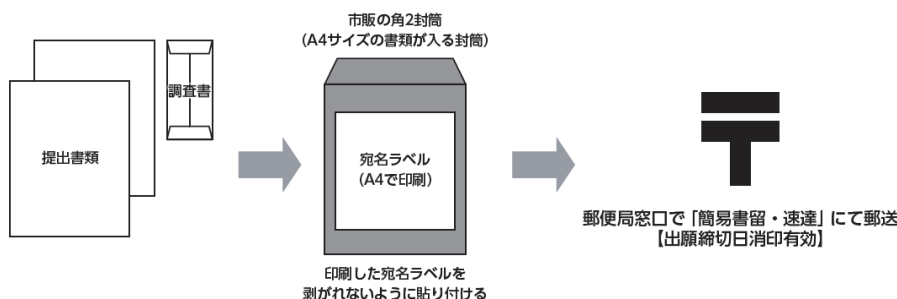 提出書類
調査書
市販の角2封筒
（A4サイズの書類が入る封筒）
宛名ラベル
（A4で印刷）
印刷した宛名ラベルを
剥がれないように貼り付ける
〒
郵便局窓口で「簡易書留・速達」にて郵送
【出願締切日消印有効】